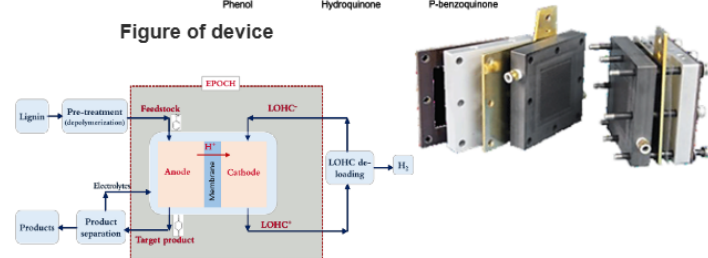 Phenol Hydroquinone P-benzoquinone
Figure of device
EPOCH
Lignin
Pre-treatment
(depolymerization)
Feedstock
LOHC⁻
H⁺
Anode
Membrane
Cathode
LOHC de-
loading
H₂
Electrolytes
Products
Product
separation
Target product
LOHC⁺